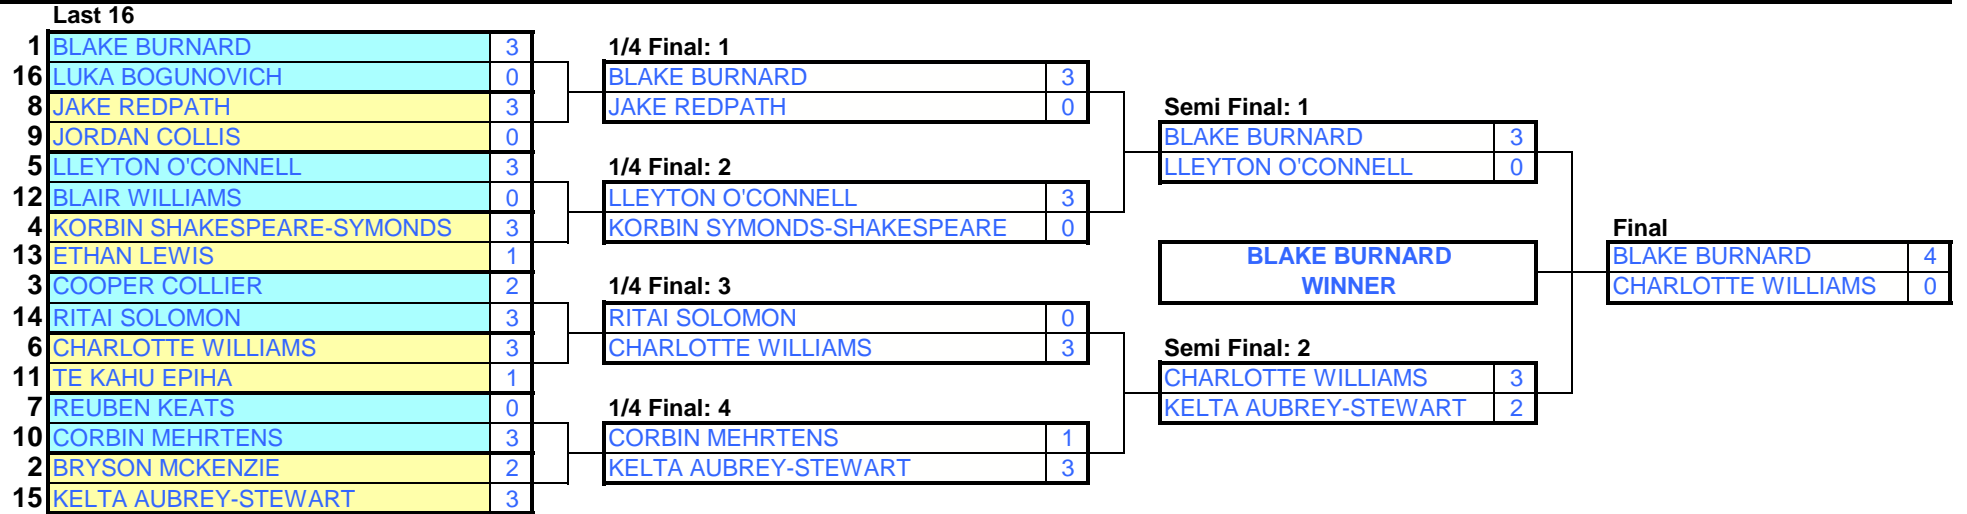 Last 16
1 BLAKE BURNARD 3
16 LUKA BOGUNOVICH 0
8 JAKE REDPATH 3
9 JORDAN COLLIS 0
5 LLEYTON O'CONNELL 3
12 BLAIR WILLIAMS 0
4 KORBIN SHAKESPEARE-SYMONDS 3
13 ETHAN LEWIS 1
3 COOPER COLLIER 2
14 RITAI SOLOMON 3
6 CHARLOTTE WILLIAMS 3
11 TE KAHU EPIHA 1
7 REUBEN KEATS 0
10 CORBIN MEHRTENS 3
2 BRYSON MCKENZIE 2
15 KELTA AUBREY-STEWART 3
1/4 Final: 1
BLAKE BURNARD 3
JAKE REDPATH 0
1/4 Final: 2
LLEYTON O'CONNELL 3
KORBIN SYMONDS-SHAKESPEARE 0
1/4 Final: 3
RITAI SOLOMON 0
CHARLOTTE WILLIAMS 3
1/4 Final: 4
CORBIN MEHRTENS 1
KELTA AUBREY-STEWART 3
Semi Final: 1
BLAKE BURNARD 3
LLEYTON O'CONNELL 0
BLAKE BURNARD
WINNER
Semi Final: 2
CHARLOTTE WILLIAMS 3
KELTA AUBREY-STEWART 2
Final
BLAKE BURNARD 4
CHARLOTTE WILLIAMS 0